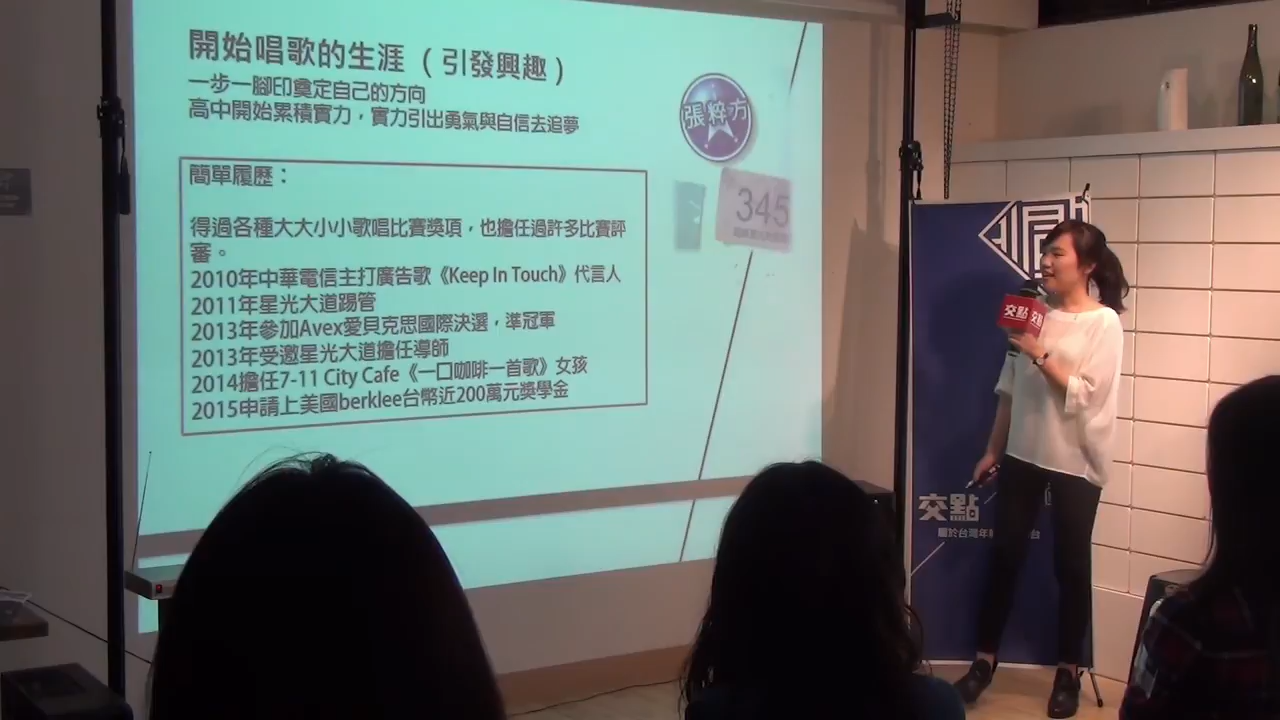 開始唱歌的生涯（引發興趣）
一步一腳印奠定自己的方向
高中開始累積實力，實力引出勇氣與自信去追夢
張粹方
345
簡單履歷：
得過各種大大小小歌唱比賽獎項，也擔任過許多比賽評
審。
2010年中華電信主打廣告歌《Keep In Touch》代言人
2011年星光大道踢管
2013年參加Avex愛貝克思國際決選，準冠軍
2013年受邀星光大道擔任導師
2014擔任7-11 City Cafe《一口咖啡一首歌》女孩
2015申請上美國berklee台幣近200萬元獎學金
交點
交點
交點